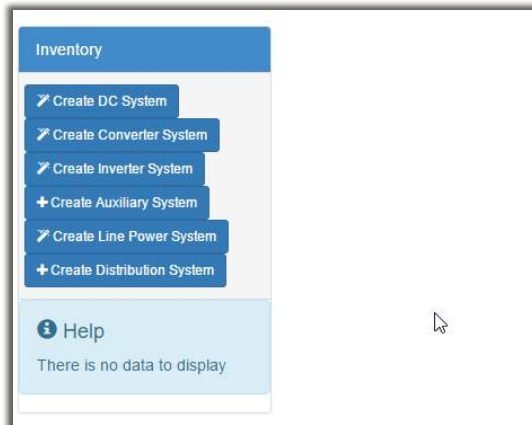 Inventory
Create DC System
Create Converter System
Create Inverter System
Create Auxiliary System
Create Line Power System
Create Distribution System
Help
There is no data to display